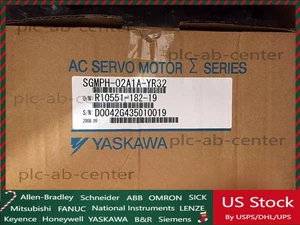 plc-ab-center
plc-ab-center
AC SERVO MOTOR Σ SERIES
SGMPH-02A1A-YR32
O/N R10551-182-19
S/N D0042G435010019
2004.09
YASKAWA
Allen-Bradley Schneider ABB OMRON SICK
Mitsubishi FANUC National Instruments LENZE
Keyence Honeywell YASKAWA B&R Siemens
US Stock
By USPS/DHL/UPS